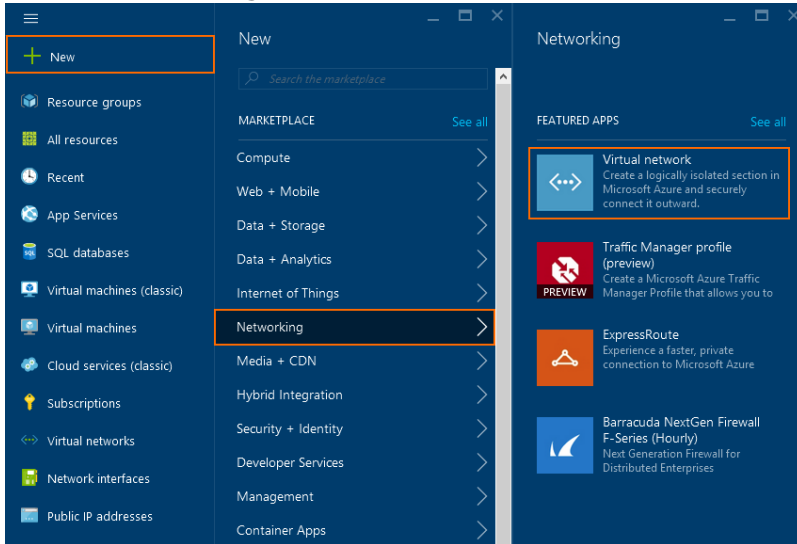 New
Resource groups
All resources
Recent
App Services
SQL databases
Virtual machines (classic)
Virtual machines
Cloud services (classic)
Subscriptions
Virtual networks
Network interfaces
Public IP addresses
New
Search the marketplace
MARKETPLACE
See all
Compute
Web + Mobile
Data + Storage
Data + Analytics
Internet of Things
Networking
Media + CDN
Hybrid Integration
Security + Identity
Developer Services
Management
Container Apps
Networking
FEATURED APPS
See all
Virtual network
Create a logically isolated section in
Microsoft Azure and securely
connect it outward.
PREVIEW
Traffic Manager profile
(preview)
Create a Microsoft Azure Traffic
Manager Profile that allows you to
ExpressRoute
Experience a faster, private
connection to Microsoft Azure
Barracuda NextGen Firewall
F-Series (Hourly)
Next Generation Firewall for
Distributed Enterprises